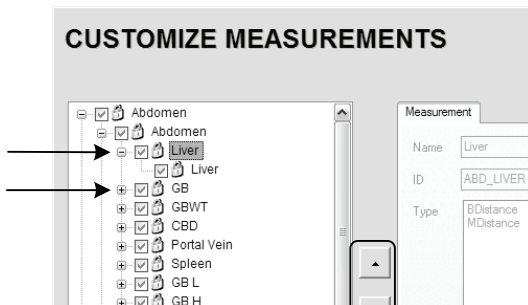 CUSTOMIZE MEASUREMENTS
Abdomen
Abdomen
Liver
Liver
GB
GBWT
CBD
Portal Vein
Spleen
GB L
GB H
Measurement
Name Liver
ID ABD_LIVER
Type BDistance
MDistance